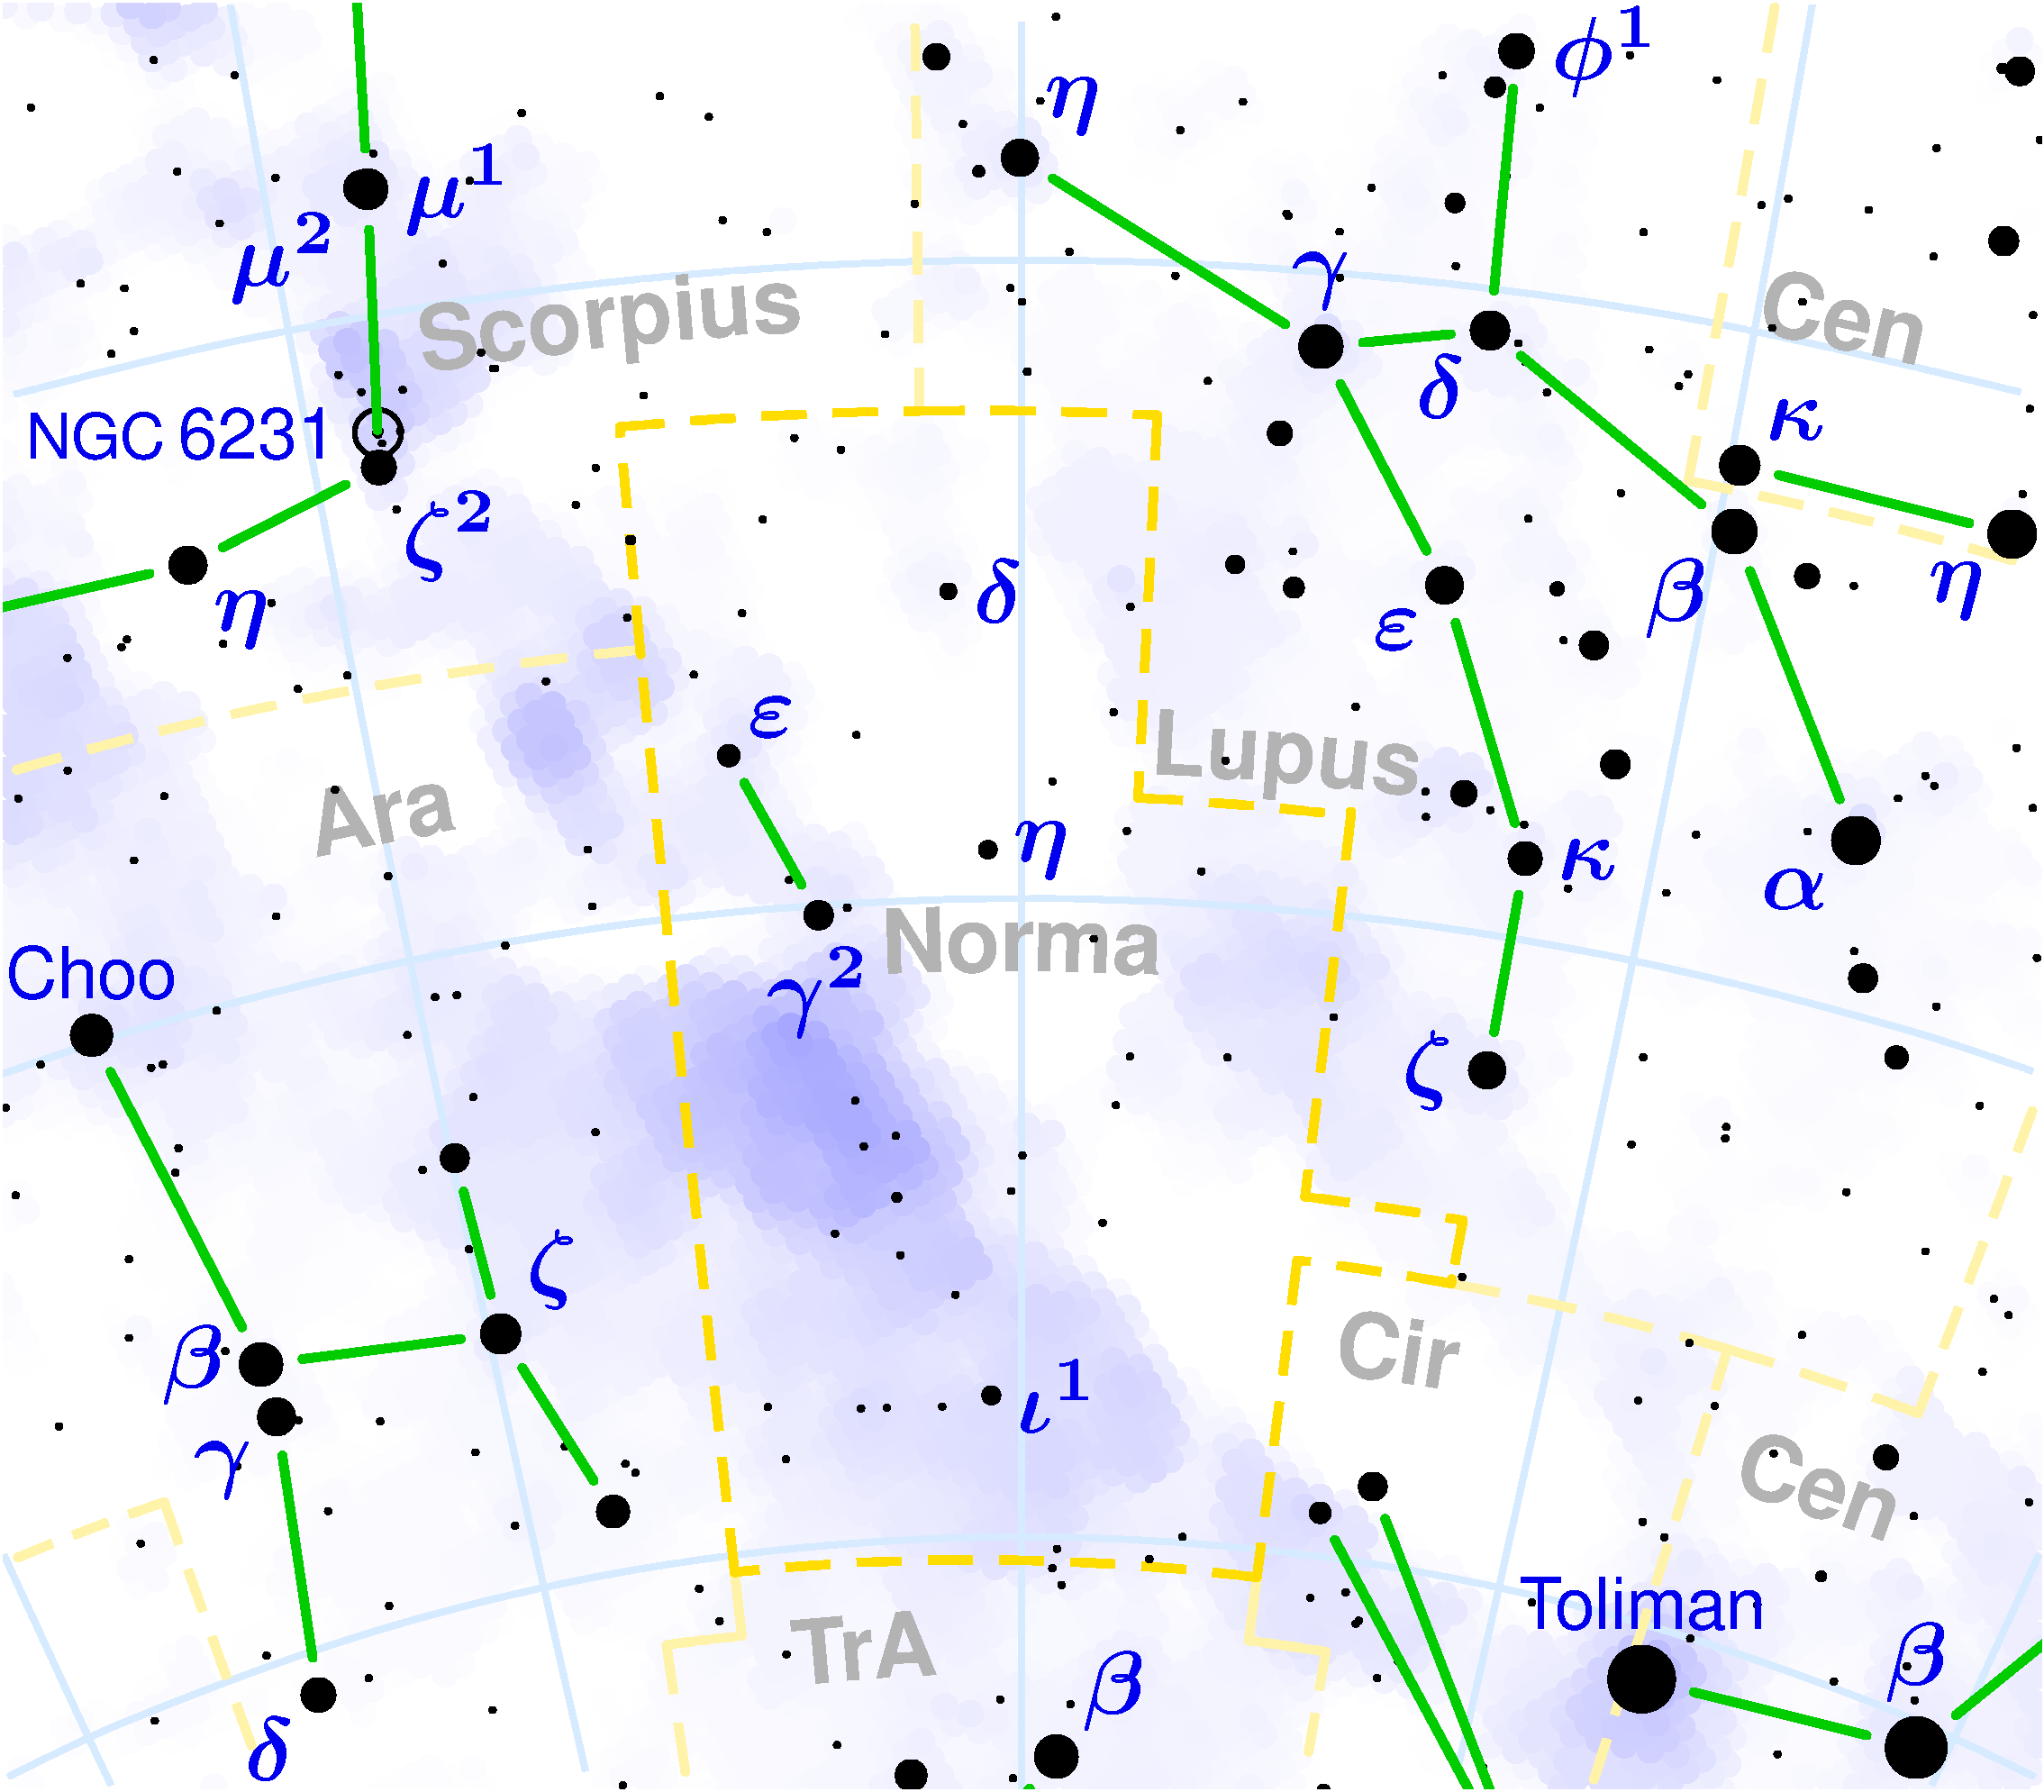 ϕ¹
η
μ¹
μ²
γ
Scorpius
Cen
δ
κ
NGC 6231
ζ²
η
δ
ε
β
η
ε
Lupus
Ara
η
κ
α
Norma
Choo
γ²
ζ
ζ
Cir
β
ι¹
γ
Cen
Toliman
TrA
β
β
δ